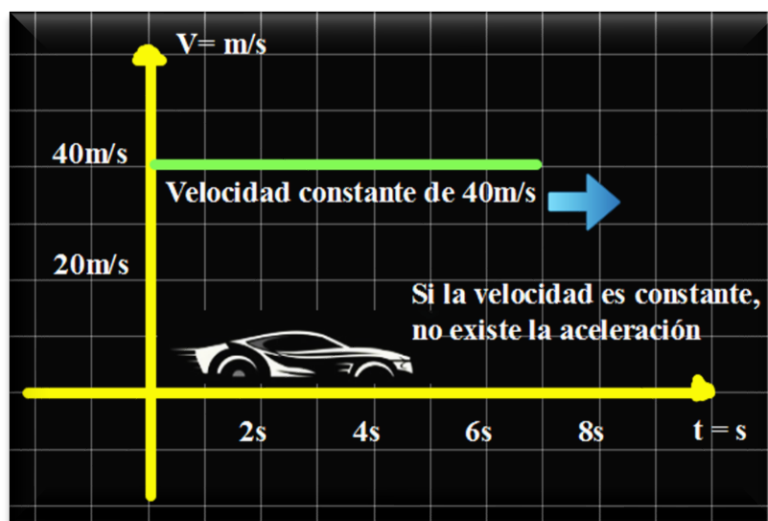 V= m/s
40m/s
Velocidad constante de 40m/s
20m/s
Si la velocidad es constante,
no existe la aceleración
2s
4s
6s
8s
t = s